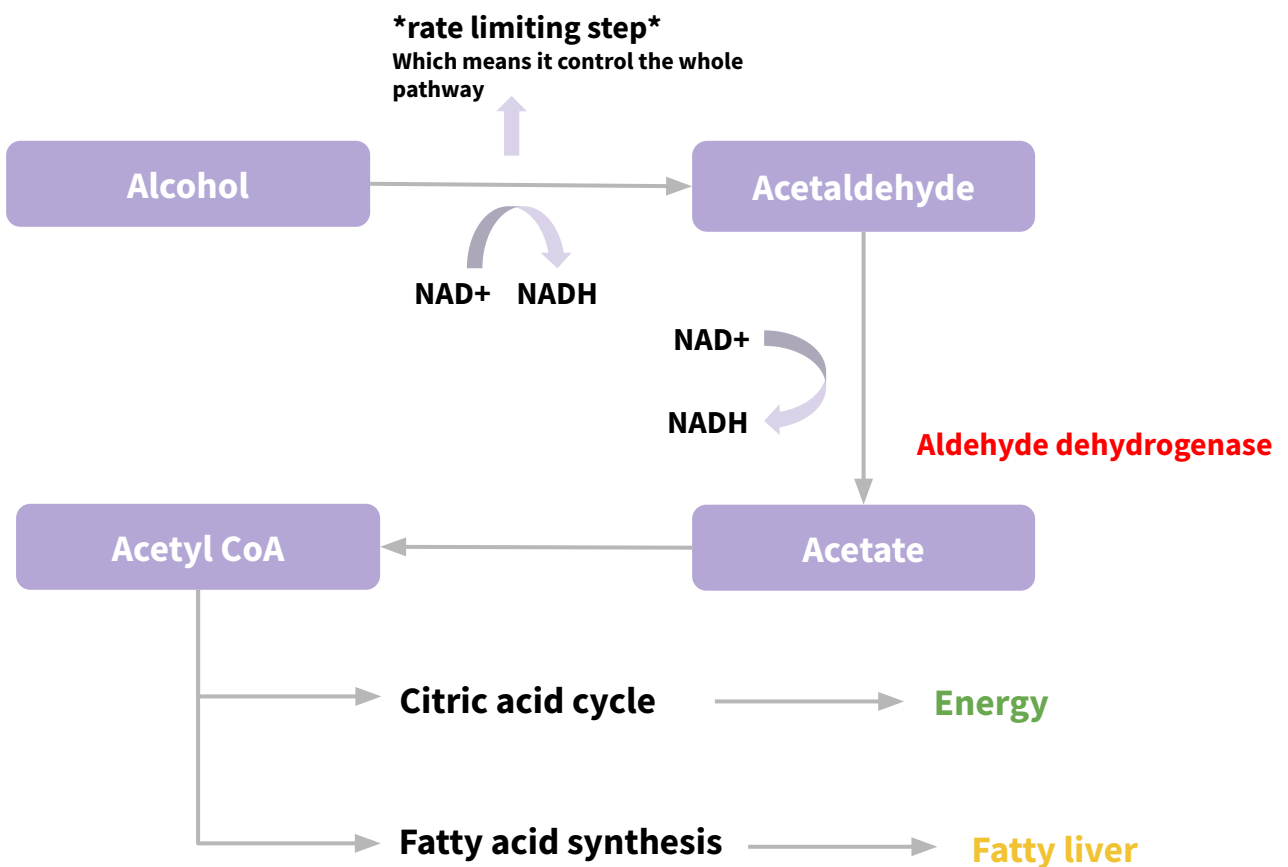 *rate limiting step*
Which means it control the whole
pathway
Alcohol
Acetaldehyde
NAD+ NADH
NAD+
NADH
Aldehyde dehydrogenase
Acetyl CoA
Acetate
Citric acid cycle
Energy
Fatty acid synthesis
Fatty liver